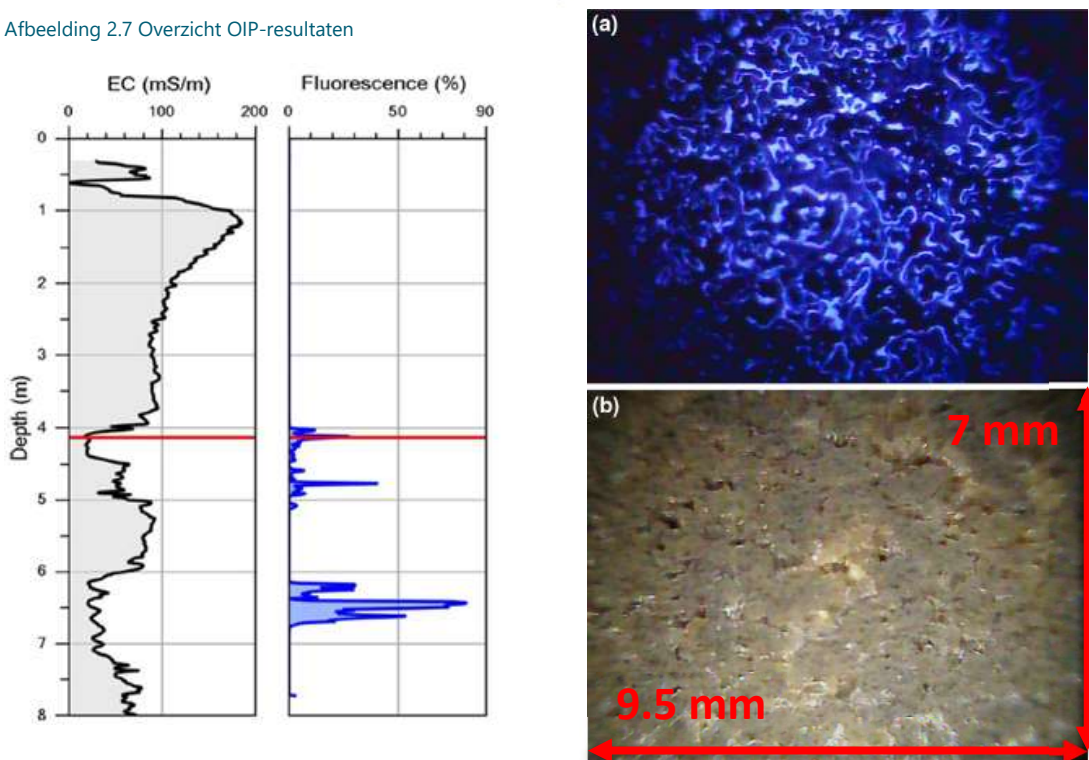 Afbeelding 2.7 Overzicht OIP-resultaten
EC (mS/m)
0 100 200
Fluorescence (%)
0 50 90
Depth (m)
0
1
2
3
4
5
6
7
8
(a)
(b)
7 mm
9.5 mm